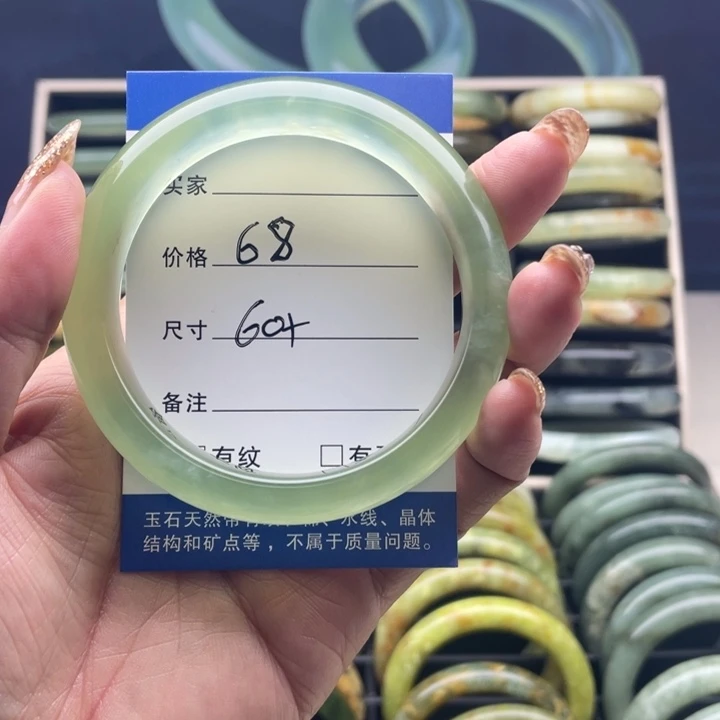 买家
价格 68
尺寸 60+
备注
有纹 □有
玉石天然带有 、水线、晶体
结构和矿点等，不属于质量问题。